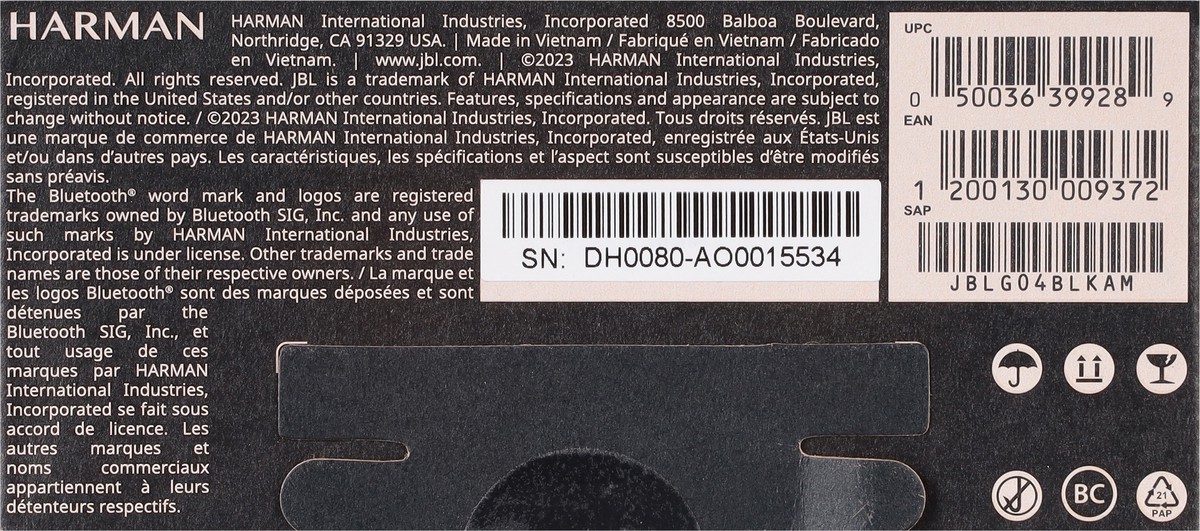 HARMAN
HARMAN International Industries, Incorporated 8500 Balboa Boulevard,
Northridge, CA 91329 USA. | Made in Vietnam / Fabriqué en Vietnam / Fabricado
en Vietnam. | www.jbl.com. | ©2023 HARMAN International Industries,
Incorporated. All rights reserved. JBL is a trademark of HARMAN International Industries, Incorporated,
registered in the United States and/or other countries. Features, specifications and appearance are subject to
change without notice. / ©2023 HARMAN International Industries, Incorporated. Tous droits réservés. JBL est
une marque de commerce de HARMAN International Industries, Incorporated, enregistrée aux États-Unis
et/ou dans d'autres pays. Les caractéristiques, les spécifications et l'aspect sont susceptibles d'être modifiés
sans préavis.
The Bluetooth® word mark and logos are registered
trademarks owned by Bluetooth SIG, Inc. and any use of
such marks by HARMAN International Industries,
Incorporated is under license. Other trademarks and trade
names are those of their respective owners. / La marque et
les logos Bluetooth® sont des marques déposées et sont
détenues par the
Bluetooth SIG, Inc., et
tout usage de ces
marques par HARMAN
International Industries,
Incorporated se fait sous
accord de licence. Les
autres marques et
noms commerciaux
appartiennent à leurs
détenteurs respectifs.
SN: DH0080-AO0015534
UPC
0 50036 39928 9
EAN
1 200130 009372
SAP
JBLGO4BLKAM
BC
21
PAP